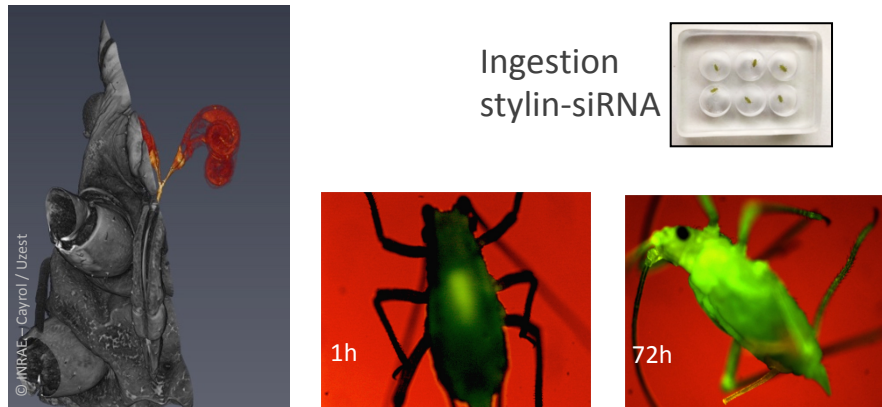 Ingestion
stylin-siRNA
1h
72h
© INRAE – Cayrol / Uzest